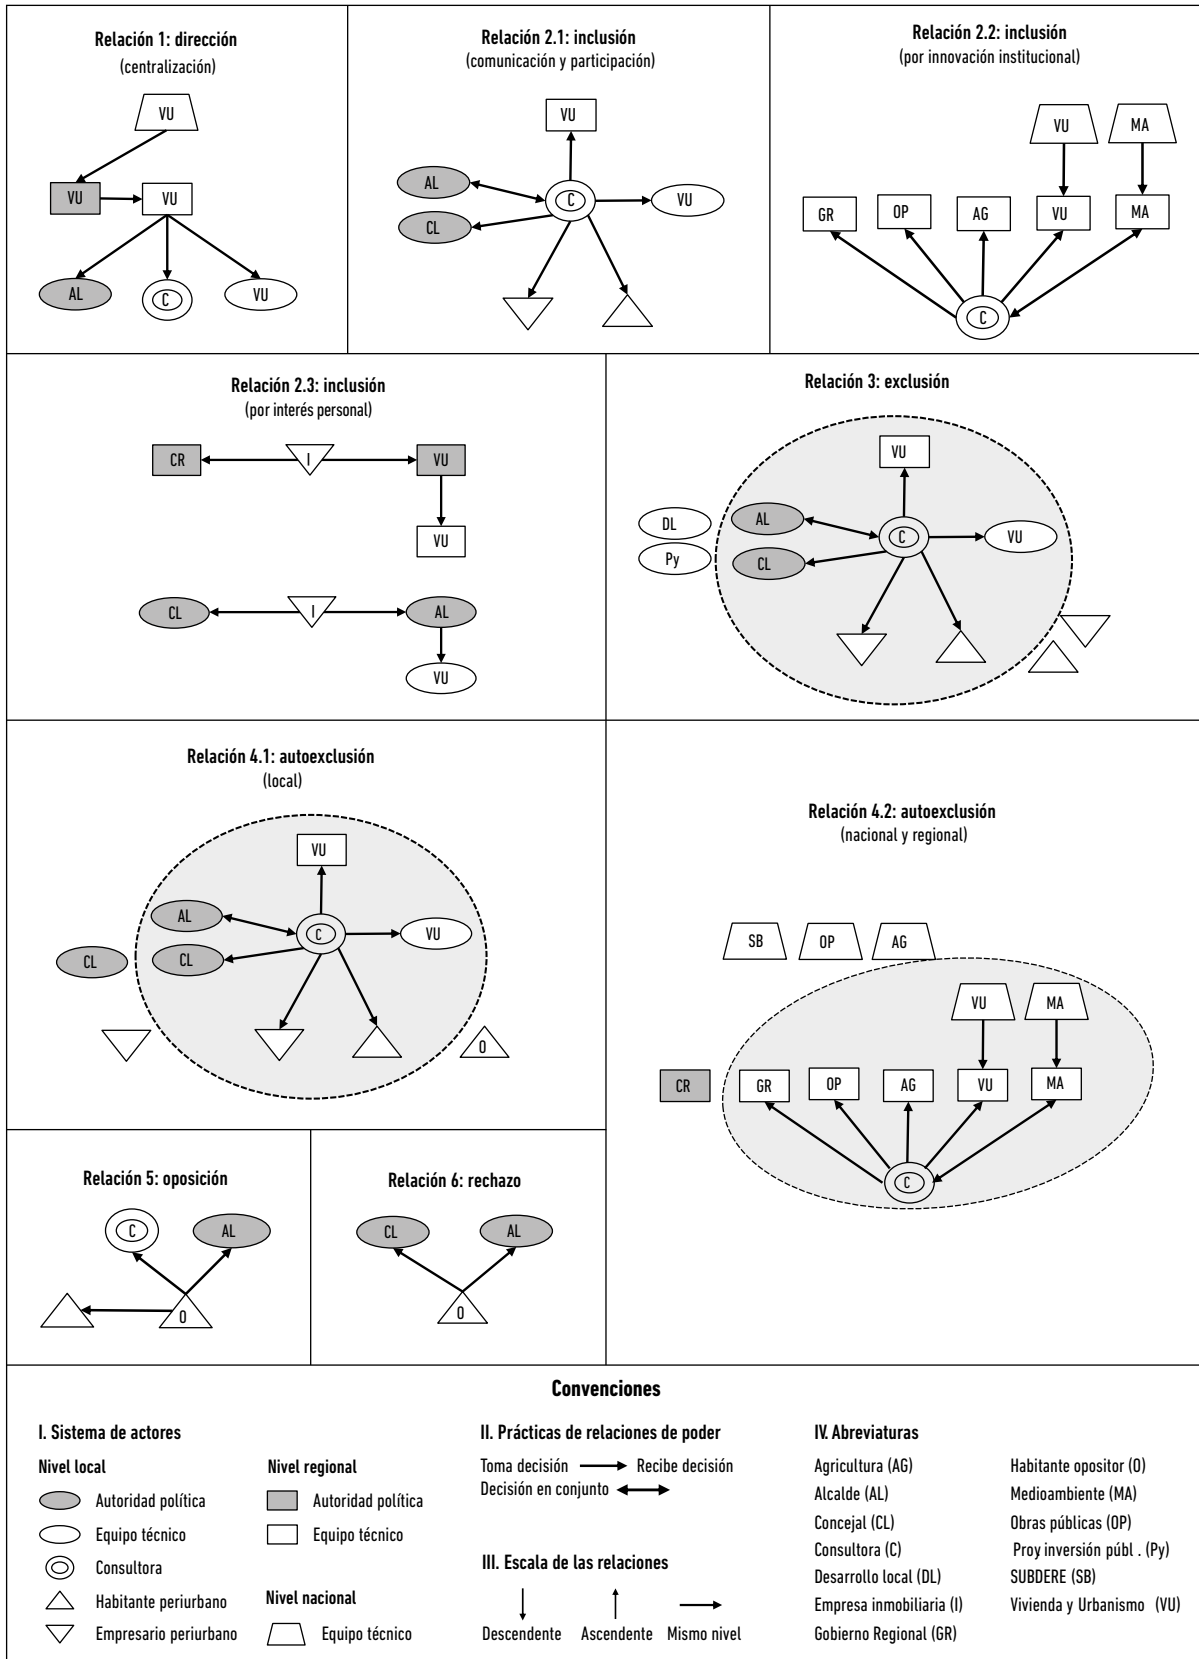 Relación 1: dirección
(centralización)
VU
VU
VU
AL
C
VU
Relación 2.1: inclusión
(comunicación y participación)
VU
AL
C
VU
CL
Relación 2.2: inclusión
(por innovación institucional)
VU
MA
GR
OP
AG
VU
MA
C
Relación 2.3: inclusión
(por interés personal)
CR
I
VU
VU
CL
I
AL
VU
Relación 3: exclusión
VU
DL
AL
C
VU
Py
CL
Relación 4.1: autoexclusión
(local)
VU
AL
C
VU
CL
CL
O
Relación 4.2: autoexclusión
(nacional y regional)
SB
OP
AG
VU
MA
CR
GR
OP
AG
VU
MA
C
Relación 5: oposición
C
AL
O
Relación 6: rechazo
CL
AL
O
Convenciones
I. Sistema de actores
Nivel local
Autoridad política
Equipo técnico
Consultora
Habitante periurbano
Empresario periurbano
Nivel regional
Autoridad política
Equipo técnico
Nivel nacional
Equipo técnico
II. Prácticas de relaciones de poder
Toma decisión Recibe decisión
Decisión en conjunto
III. Escala de las relaciones
Descendente Ascendente Mismo nivel
IV. Abreviaturas
Agricultura (AG)
Alcalde (AL)
Concejal (CL)
Consultora (C)
Desarrollo local (DL)
Empresa inmobiliaria (I)
Gobierno Regional (GR)
Habitante opositor (O)
Medioambiente (MA)
Obras públicas (OP)
Proy inversión públ . (Py)
SUBDERE (SB)
Vivienda y Urbanismo (VU)